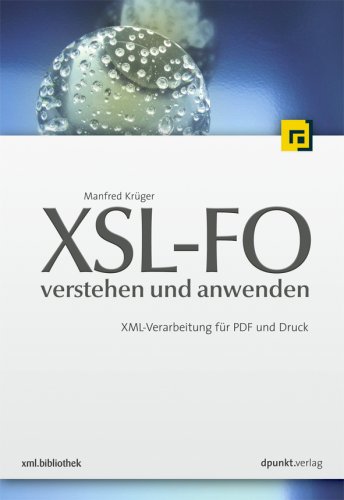 Manfred Krüger
XSL-FO
verstehen und anwenden
XML-Verarbeitung für PDF und Druck
xml.bibliothek
dpunkt.verlag